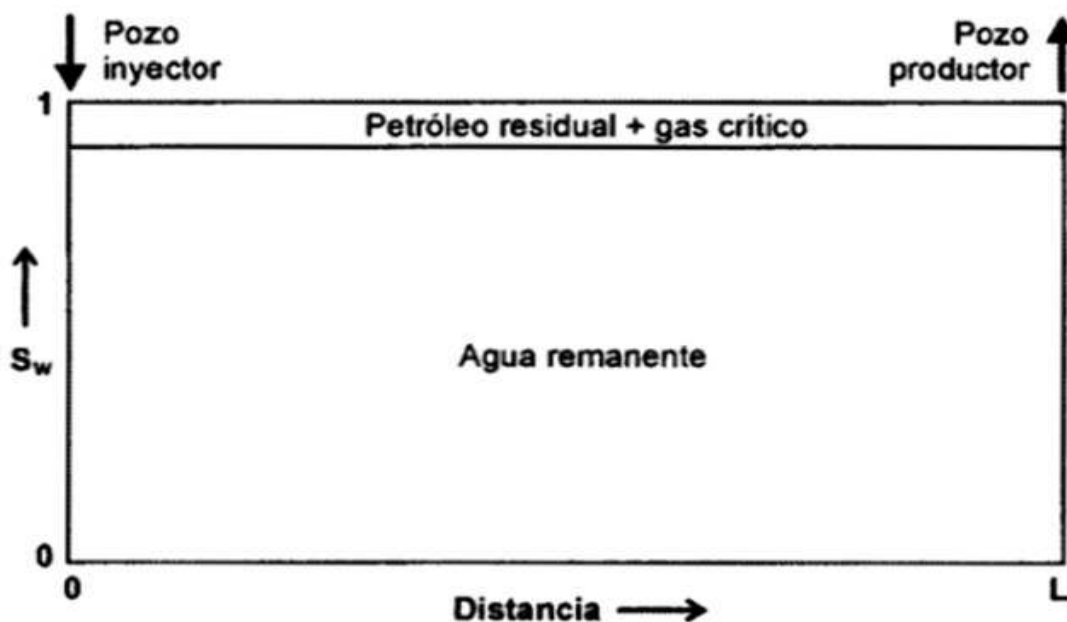 Pozo
inyector
Pozo
productor
1
Petróleo residual + gas crítico
Sw
Agua remanente
0
0
Distancia
L